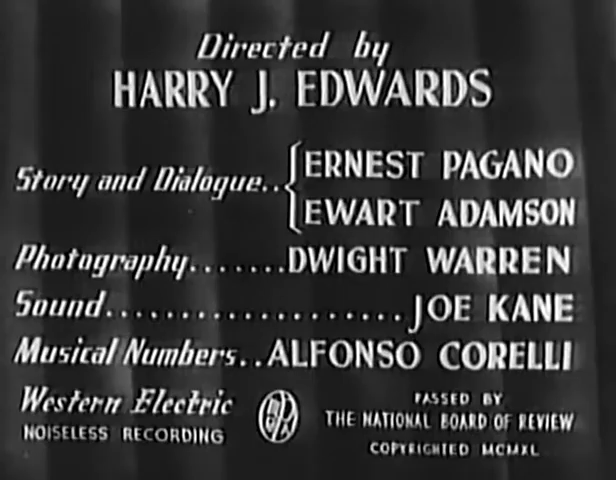 Directed by
HARRY J. EDWARDS
Story and Dialogue.. ERNEST PAGANO
EWART ADAMSON
Photography.......DWIGHT WARREN
Sound....................JOE KANE
Musical Numbers..ALFONSO CORELLI
Western Electric
NOISELESS RECORDING
PASSED BY
THE NATIONAL BOARD OF REVIEW
COPYRIGHTED MCMXL